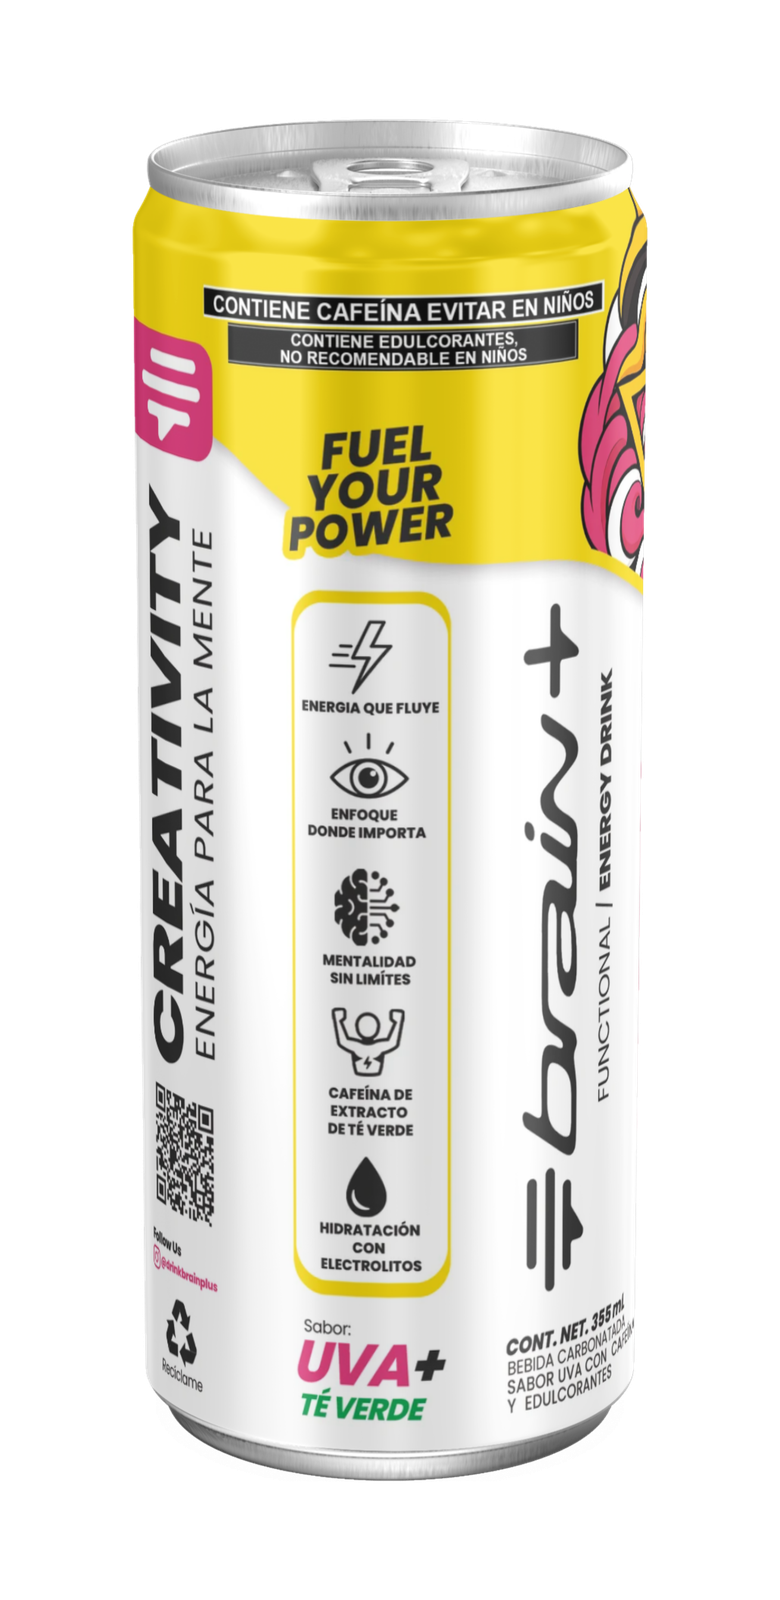 CONTIENE CAFEÍNA EVITAR EN NIÑOS
CONTIENE EDULCORANTES,
NO RECOMENDABLE EN NIÑOS
FUEL
YOUR
POWER
CREATIVITY
ENERGÍA PARA LA MENTE
ENERGIA QUE FLUYE
ENFOQUE
DONDE IMPORTA
MENTALIDAD
SIN LIMÍTES
CAFEÍNA DE
EXTRACTO
DE TÉ VERDE
HIDRATACIÓN
CON
ELECTROLITOS
brain+
FUNCTIONAL | ENERGY DRINK
Follow Us
@drinkbrainplus
Recíclame
Sabor:
UVA+
TÉ VERDE
CONT. NET. 355 mL
BEBIDA CARBONATADA
SABOR UVA CON CAFEÍN
Y EDULCORANTES